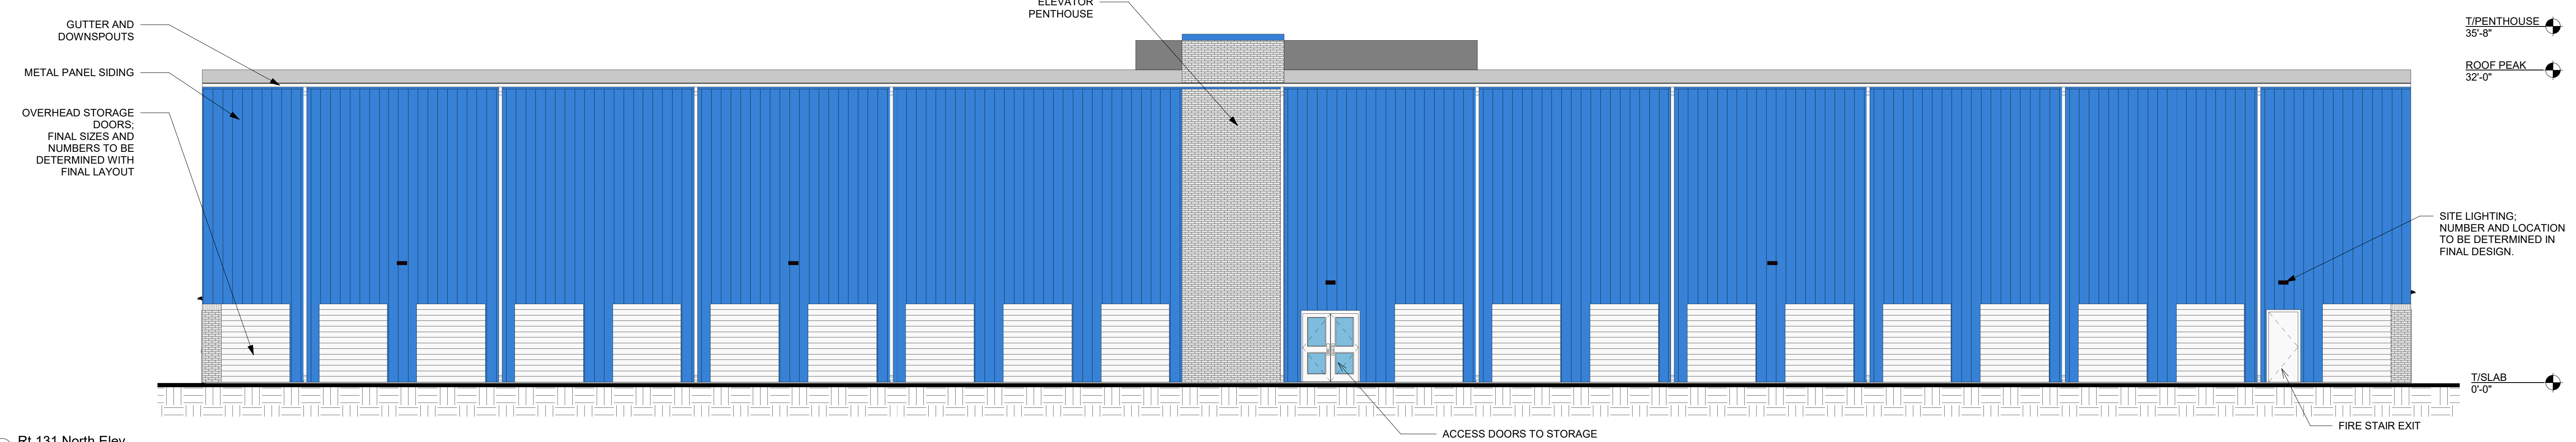 ELEVATOR
PENTHOUSE
GUTTER AND
DOWNSPOUTS
METAL PANEL SIDING
OVERHEAD STORAGE
DOORS;
FINAL SIZES AND
NUMBERS TO BE
DETERMINED WITH
FINAL LAYOUT
T/PENTHOUSE
35'-8"
ROOF PEAK
32'-0"
SITE LIGHTING;
NUMBER AND LOCATION
TO BE DETERMINED IN
FINAL DESIGN.
T/SLAB
0'-0"
FIRE STAIR EXIT
ACCESS DOORS TO STORAGE
Rt 131 North Elev